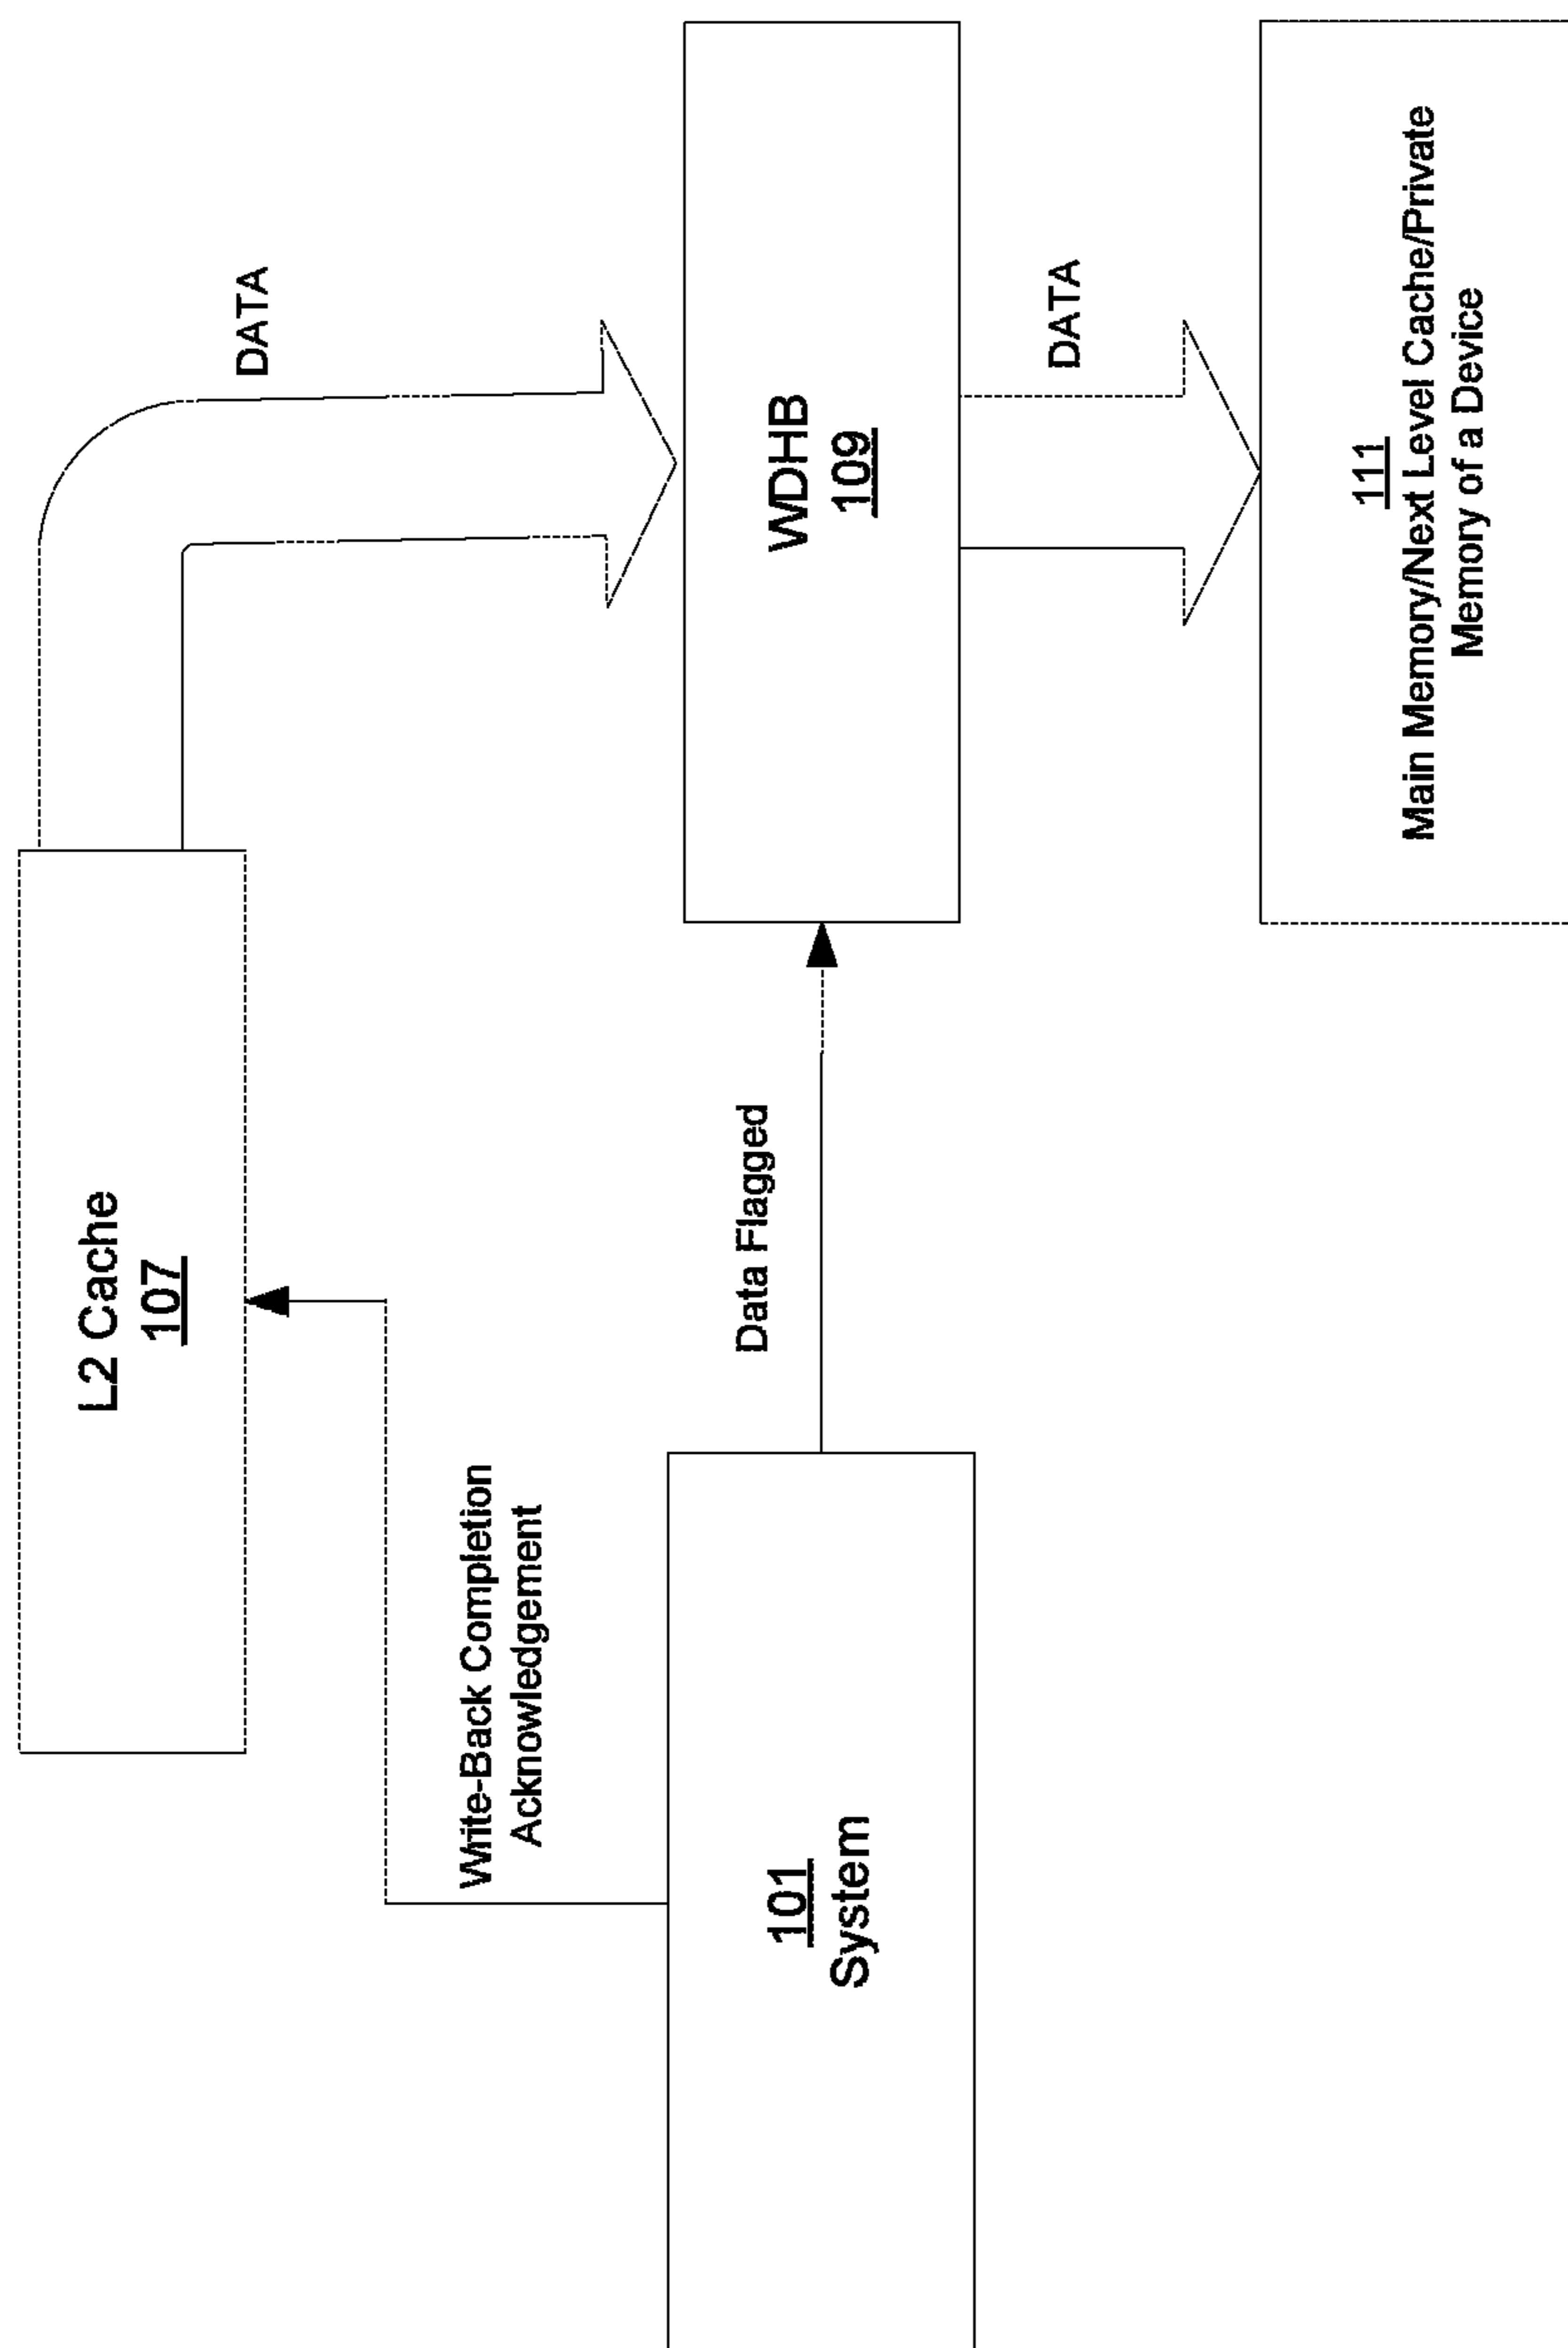 L2 Cache
107
DATA
Write-Back Completion
Acknowledgement
101
System
Data Flagged
WDHB
109
DATA
111
Main Memory/Next Level Cache/Private
Memory of a Device